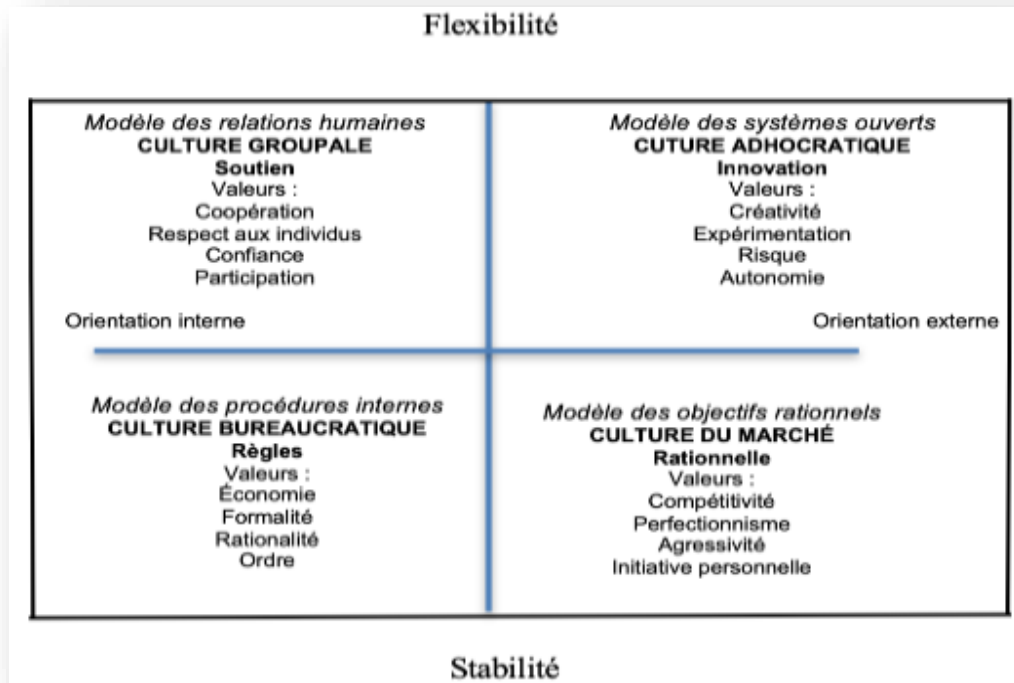 Flexibilité
Modèle des relations humaines
CULTURE GROUPALE
Soutien
Valeurs :
Coopération
Respect aux individus
Confiance
Participation
Modèle des systèmes ouverts
CUTURE ADHOCRATIQUE
Innovation
Valeurs :
Créativité
Expérimentation
Risque
Autonomie
Orientation interne
Orientation externe
Modèle des procédures internes
CULTURE BUREAUCRATIQUE
Règles
Valeurs :
Économie
Formalité
Rationalité
Ordre
Modèle des objectifs rationnels
CULTURE DU MARCHÉ
Rationnelle
Valeurs :
Compétitivité
Perfectionnisme
Agressivité
Initiative personnelle
Stabilité